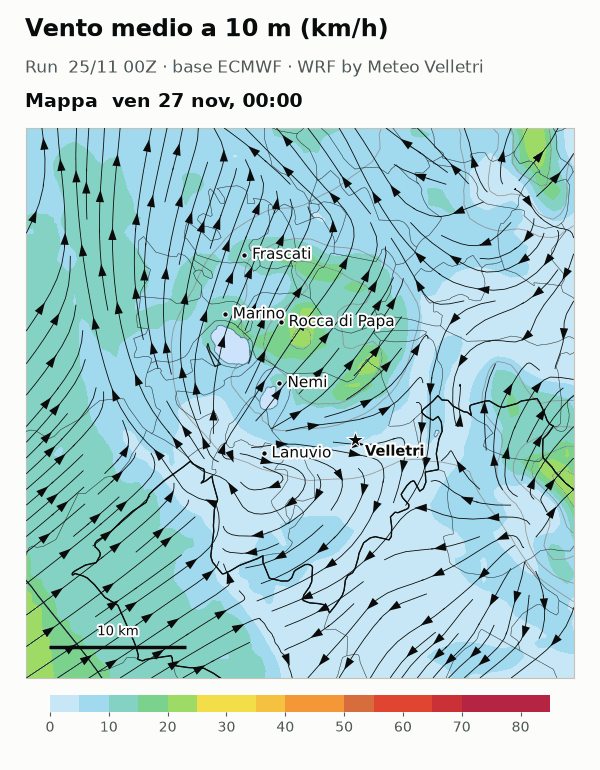 Vento medio a 10 m (km/h)
Run  25/11 00Z · base ECMWF · WRF by Meteo Velletri
Mappa  ven 27 nov, 00:00
Frascati
Marino
Rocca di Papa
Nemi
Velletri
Lanuvio
10 km
0 10 20 30 40 50 60 70 80